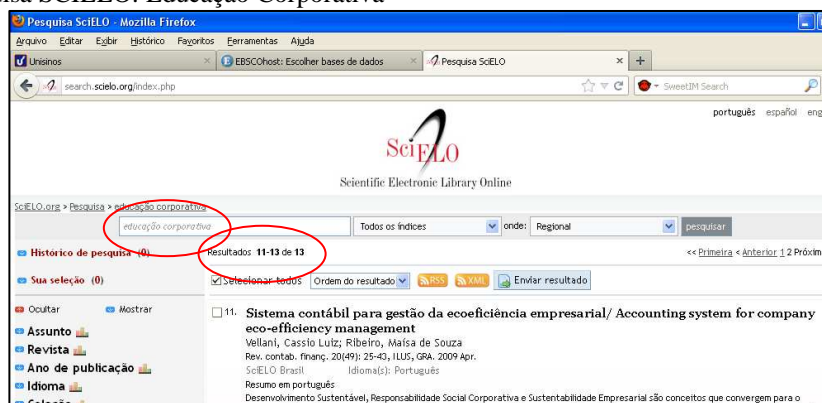 isa SCIELO: Educação Corporativa
Pesquisa SciELO - Mozilla Firefox
Arquivo Editar Exibir Histórico Favoritos Ferramentas Ajuda
Unisinos × EBSCOhost: Escolher bases de dados × Pesquisa SciELO × +
search.scielo.org/index.php SweetIM Search
português español eng
SciELO
Scientific Electronic Library Online
SciELO.org > Pesquisa > educação corporativa
educação corporativa Todos os índices onde: Regional pesquisar
Histórico de pesquisa (0) Resultados 11-13 de 13 << Primeira < Anterior 1 2 Próxim
Sua seleção (0) Selecionar todos Ordem do resultado RSS XML Enviar resultado
Ocultar Mostrar 11. Sistema contábil para gestão da ecoeficiência empresarial/ Accounting system for company
Assunto eco-efficiency management
Vellani, Cassio Luiz; Ribeiro, Maísa de Souza
Revista Rev. contab. finanç. 20(49): 25-43, ILUS, GRA. 2009 Apr.
Ano de publicação SciELO Brasil Idioma(s): Português
Idioma Resumo em português
Desenvolvimento Sustentável, Responsabilidade Social Corporativa e Sustentabilidade Empresarial são conceitos que convergem para o